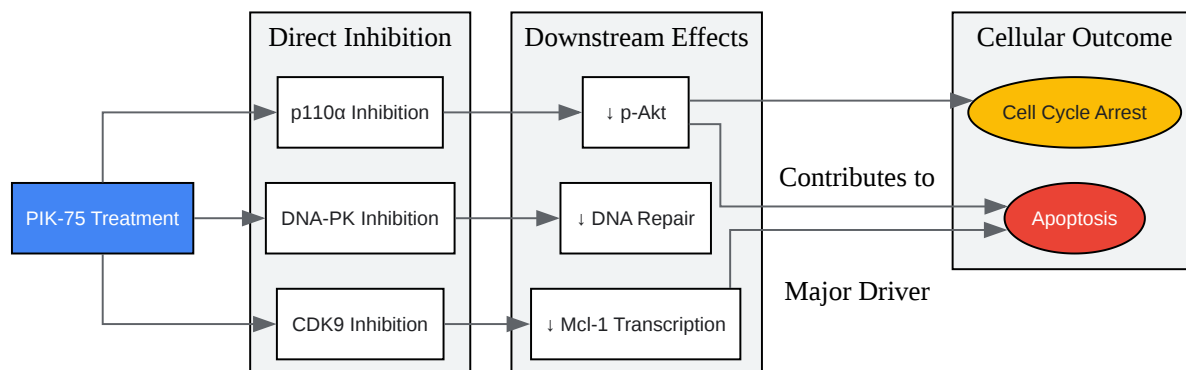 Direct Inhibition
Downstream Effects
Cellular Outcome
p110α Inhibition
↓ p-Akt
Cell Cycle Arrest
Contributes to
PIK-75 Treatment
DNA-PK Inhibition
↓ DNA Repair
Apoptosis
Major Driver
CDK9 Inhibition
↓ Mcl-1 Transcription